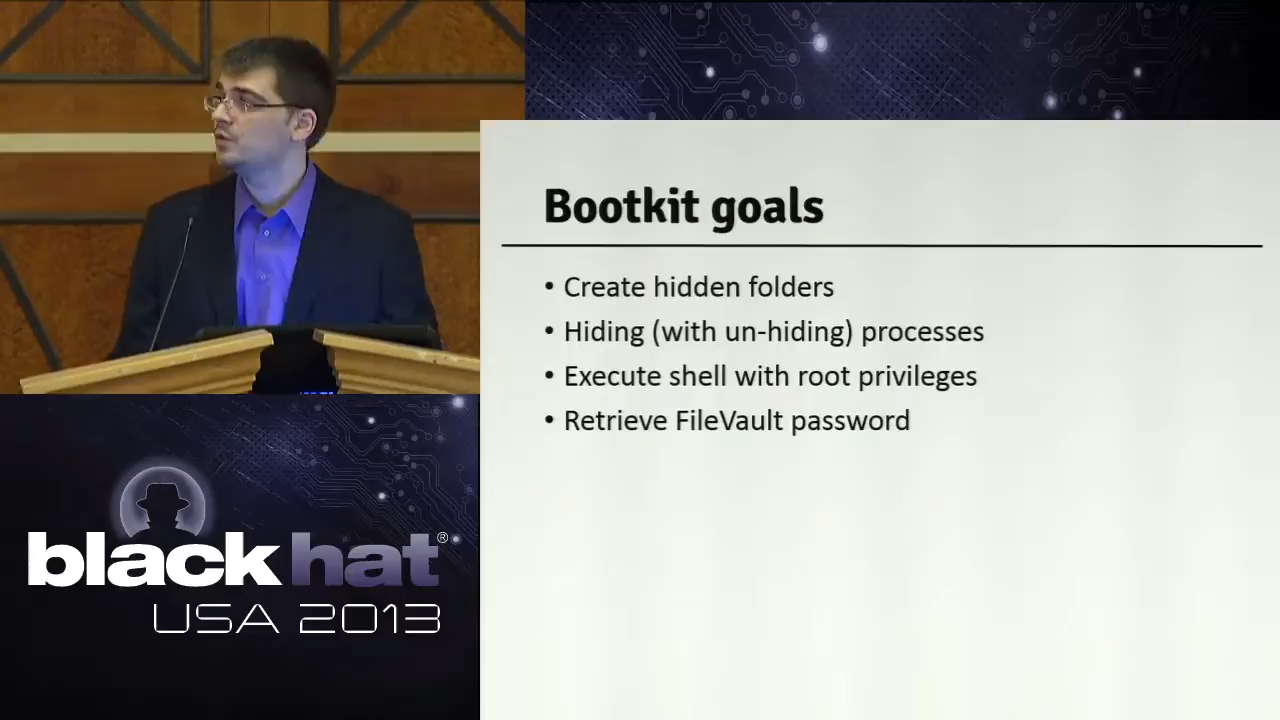 Bootkit goals
• Create hidden folders
• Hiding (with un-hiding) processes
• Execute shell with root privileges
• Retrieve FileVault password
black hat®
USA 2013